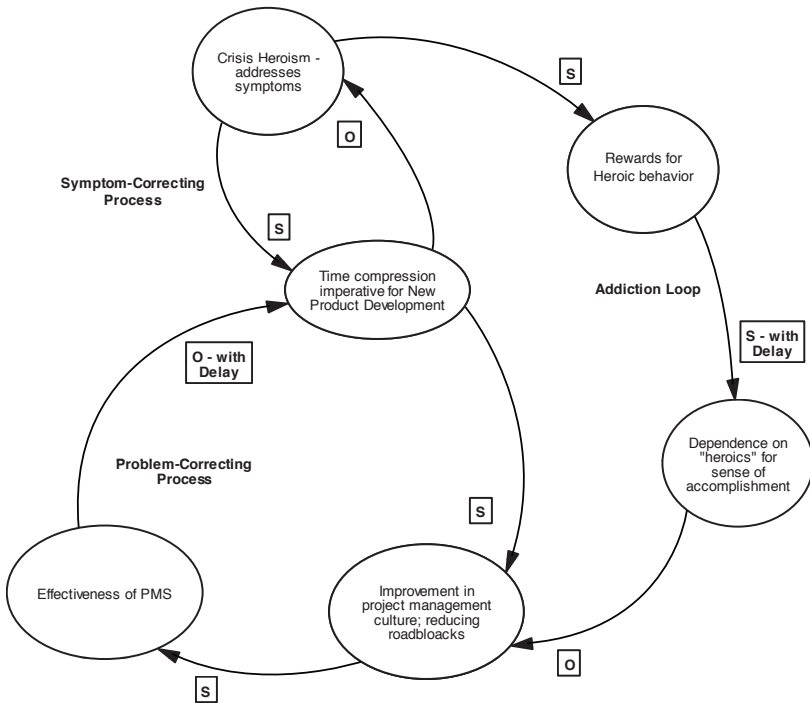 Crisis Heroism -
addresses
symptoms
S
Rewards for
Heroic behavior
O
Symptom-Correcting
Process
S
Time compression
imperative for New
Product Development
Addiction Loop
S - with
Delay
O - with
Delay
Dependence on
"heroics" for
sense of
accomplishment
Problem-Correcting
Process
S
Effectiveness of PMS
Improvement in
project management
culture; reducing
roadbloacks
O
S